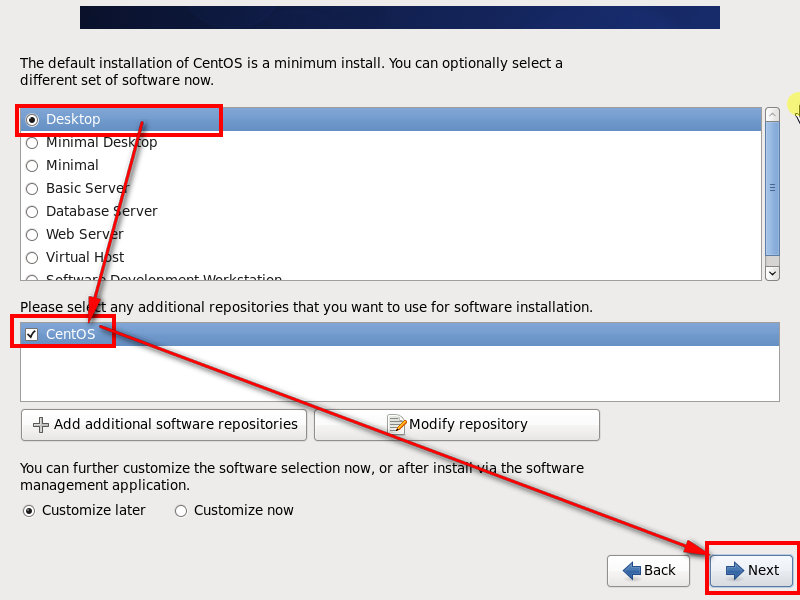 The default installation of CentOS is a minimum install. You can optionally select a
different set of software now.
Desktop
Minimal Desktop
Minimal
Basic Server
Database Server
Web Server
Virtual Host
Software Development Workstation
Please select any additional repositories that you want to use for software installation.
CentOS
Add additional software repositories
Modify repository
You can further customize the software selection now, or after install via the software
management application.
Customize later
Customize now
Back
Next